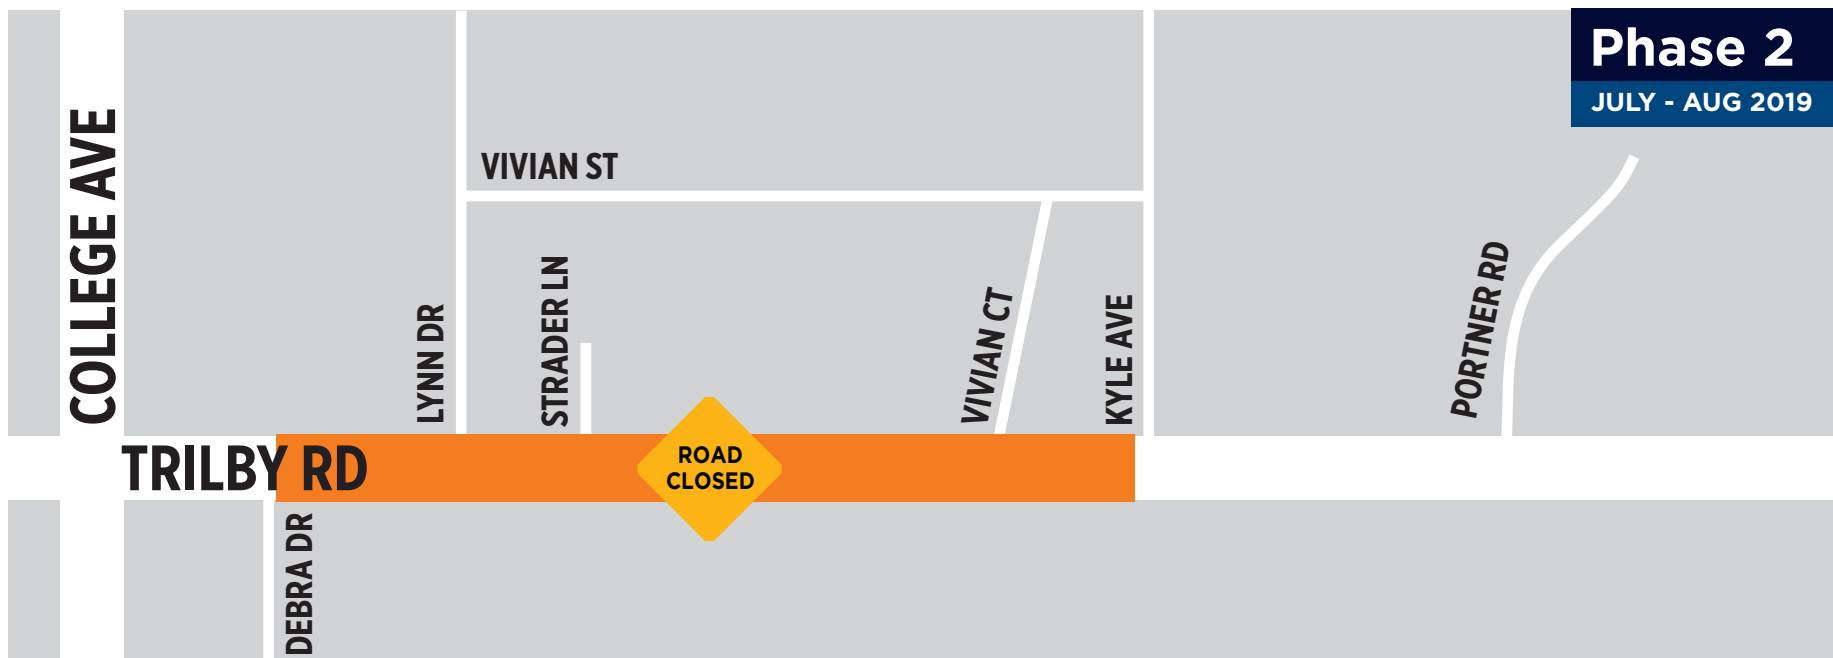 Phase 2
JULY - AUG 2019
COLLEGE AVE
VIVIAN ST
LYNN DR
STRADER LN
VIVIAN CT
KYLE AVE
PORTNER RD
TRILBY RD
ROAD
CLOSED
DEBRA DR